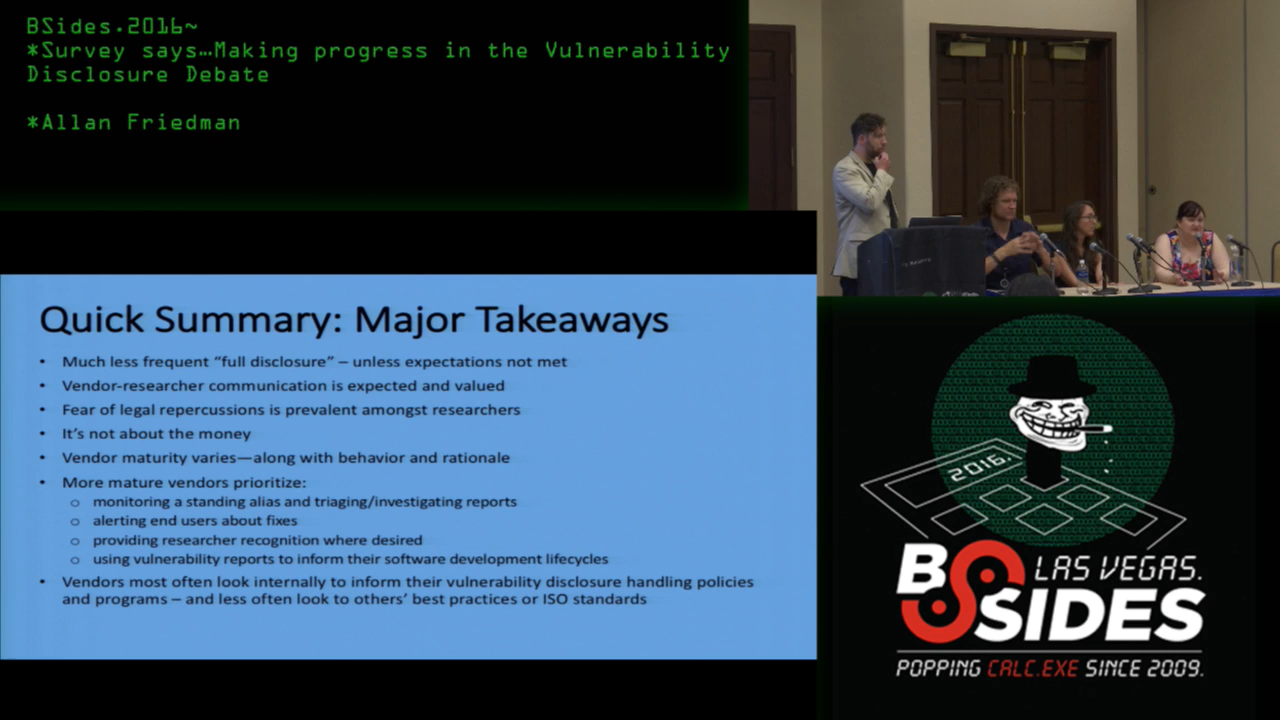 BSides.2016~
*Survey says…Making progress in the Vulnerability
Disclosure Debate
*Allan Friedman
Quick Summary: Major Takeaways
• Much less frequent “full disclosure” – unless expectations not met
• Vendor-researcher communication is expected and valued
• Fear of legal repercussions is prevalent amongst researchers
• It’s not about the money
• Vendor maturity varies—along with behavior and rationale
• More mature vendors prioritize:
o monitoring a standing alias and triaging/investigating reports
o alerting end users about fixes
o providing researcher recognition where desired
o using vulnerability reports to inform their software development lifecycles
• Vendors most often look internally to inform their vulnerability disclosure handling policies
and programs – and less often look to others’ best practices or ISO standards
2016.
BSIDES
LAS VEGAS.
POPPING CALC.EXE SINCE 2009.